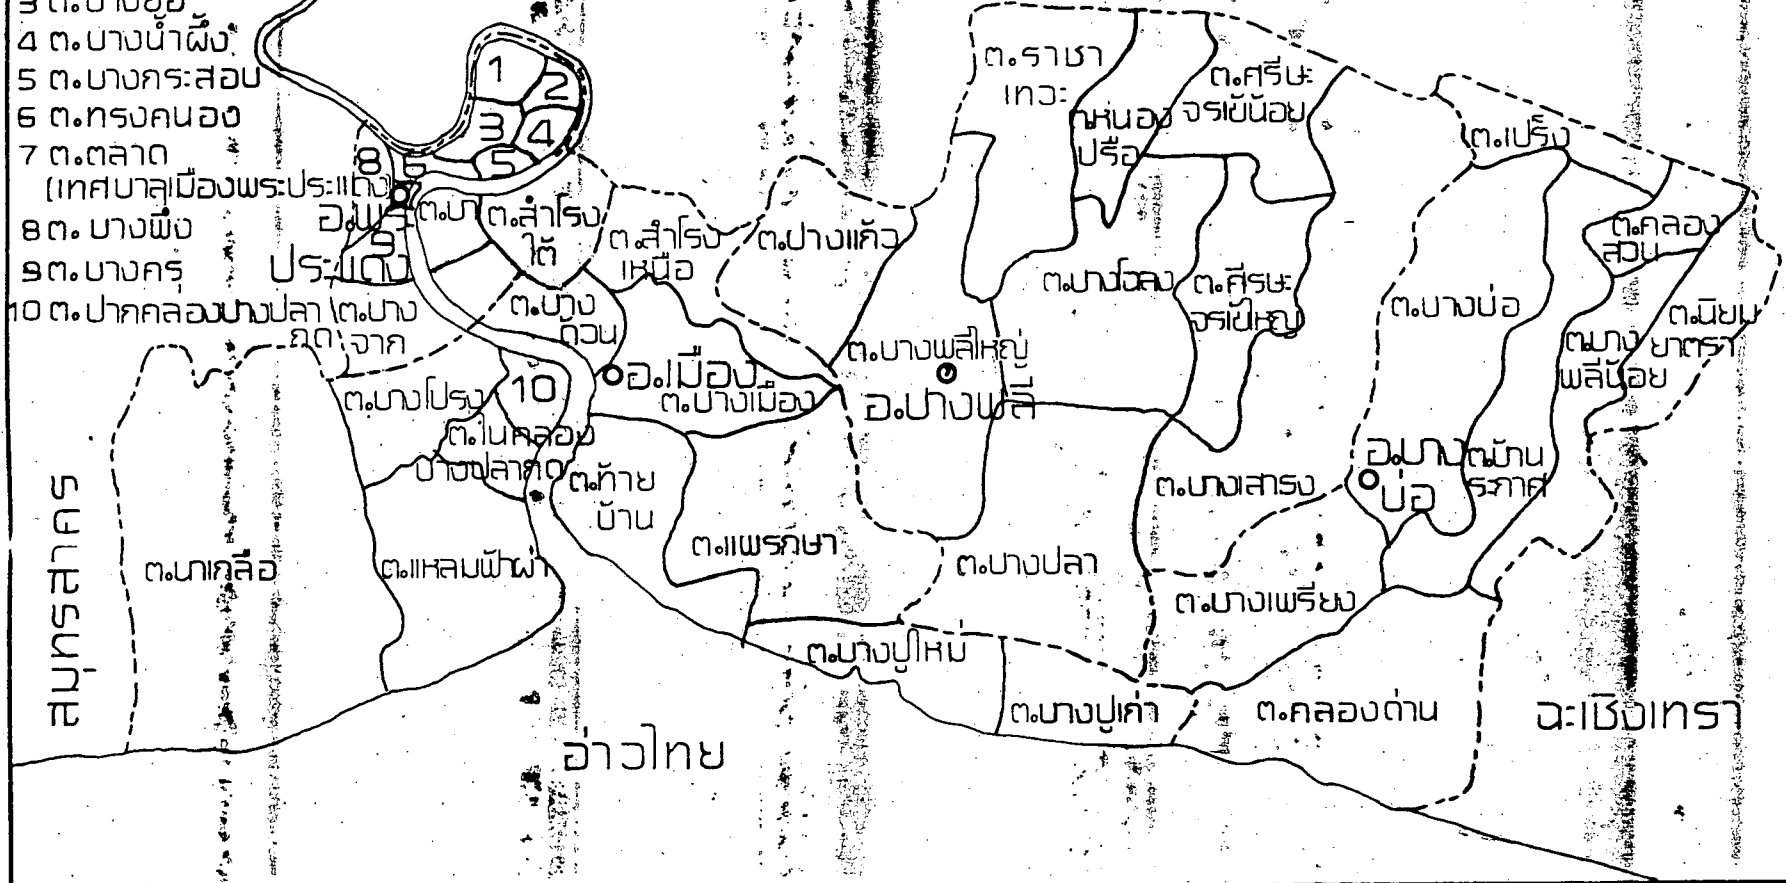 3 ต.บางยอ
4 ต.บางน้ำผึ้ง
5 ต.บางกระสอบ
6 ต.ทรงคนอง
7 ต.ตลาด
(เทศบาลเมืองพระประแดง)
8 ต.บางพึ่ง
9 ต.บางครุ
10 ต.ปากคลองบางปลา
กด
1
2
3
4
5
6
7
8
9
10
อ.พระ
ประแดง
ต.บาง
จาก
ต.สำโรง
ใต้
ต.สำโรง
เหนือ
ต.บางแก้ว
ต.ราชา
เทวะ
ต.หนอง
ปรือ
ต.ศรีษะ
จรเข้น้อย
ต.เปร็ง
ต.คลอง
สวน
ต.บาง
ด้วน
ต.บางโฉลง
ต.ศีรษะ
จรเข้ใหญ่
ต.บางบ่อ
ต.นิยม
ยาตรา
ต.บาง
พลีน้อย
ต.บางพลีใหญ่
อ.บางพลี
อ.เมือง
ต.บางเมือง
ต.บางโปรง
ต.ในคลอง
บางปลากด
ต.ท้าย
บ้าน
ต.บางเสาธง
อ.บาง
บ่อ
ต.บ้าน
ระกาศ
สมุทรสาคร
ต.นาเกลือ
ต.แหลมฟ้าผ่า
ต.แพรกษา
ต.บางปลา
ต.บางเพรียง
ต.บางปูใหม่
ต.บางปูเก่า
ต.คลองด่าน
ฉะเชิงเทรา
อ่าวไทย